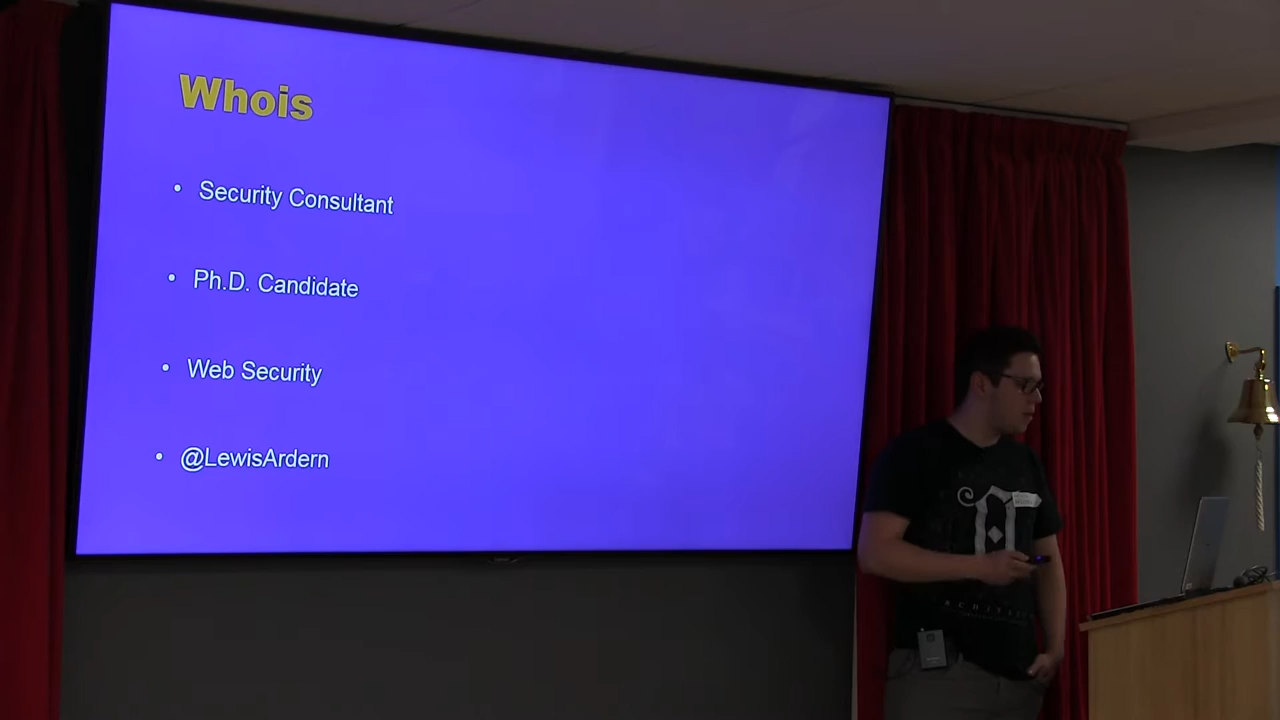 Whois
• Security Consultant
• Ph.D. Candidate
• Web Security
• @LewisArdern